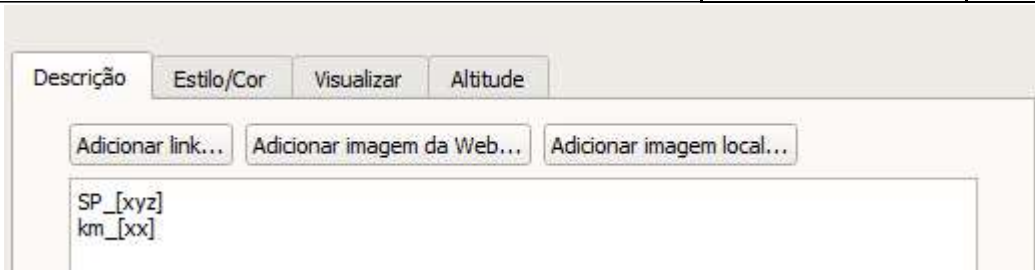 Descrição Estilo/Cor Visualizar Altitude
Adicionar link... Adicionar imagem da Web... Adicionar imagem local...
SP_[xyz]
km_[xx]